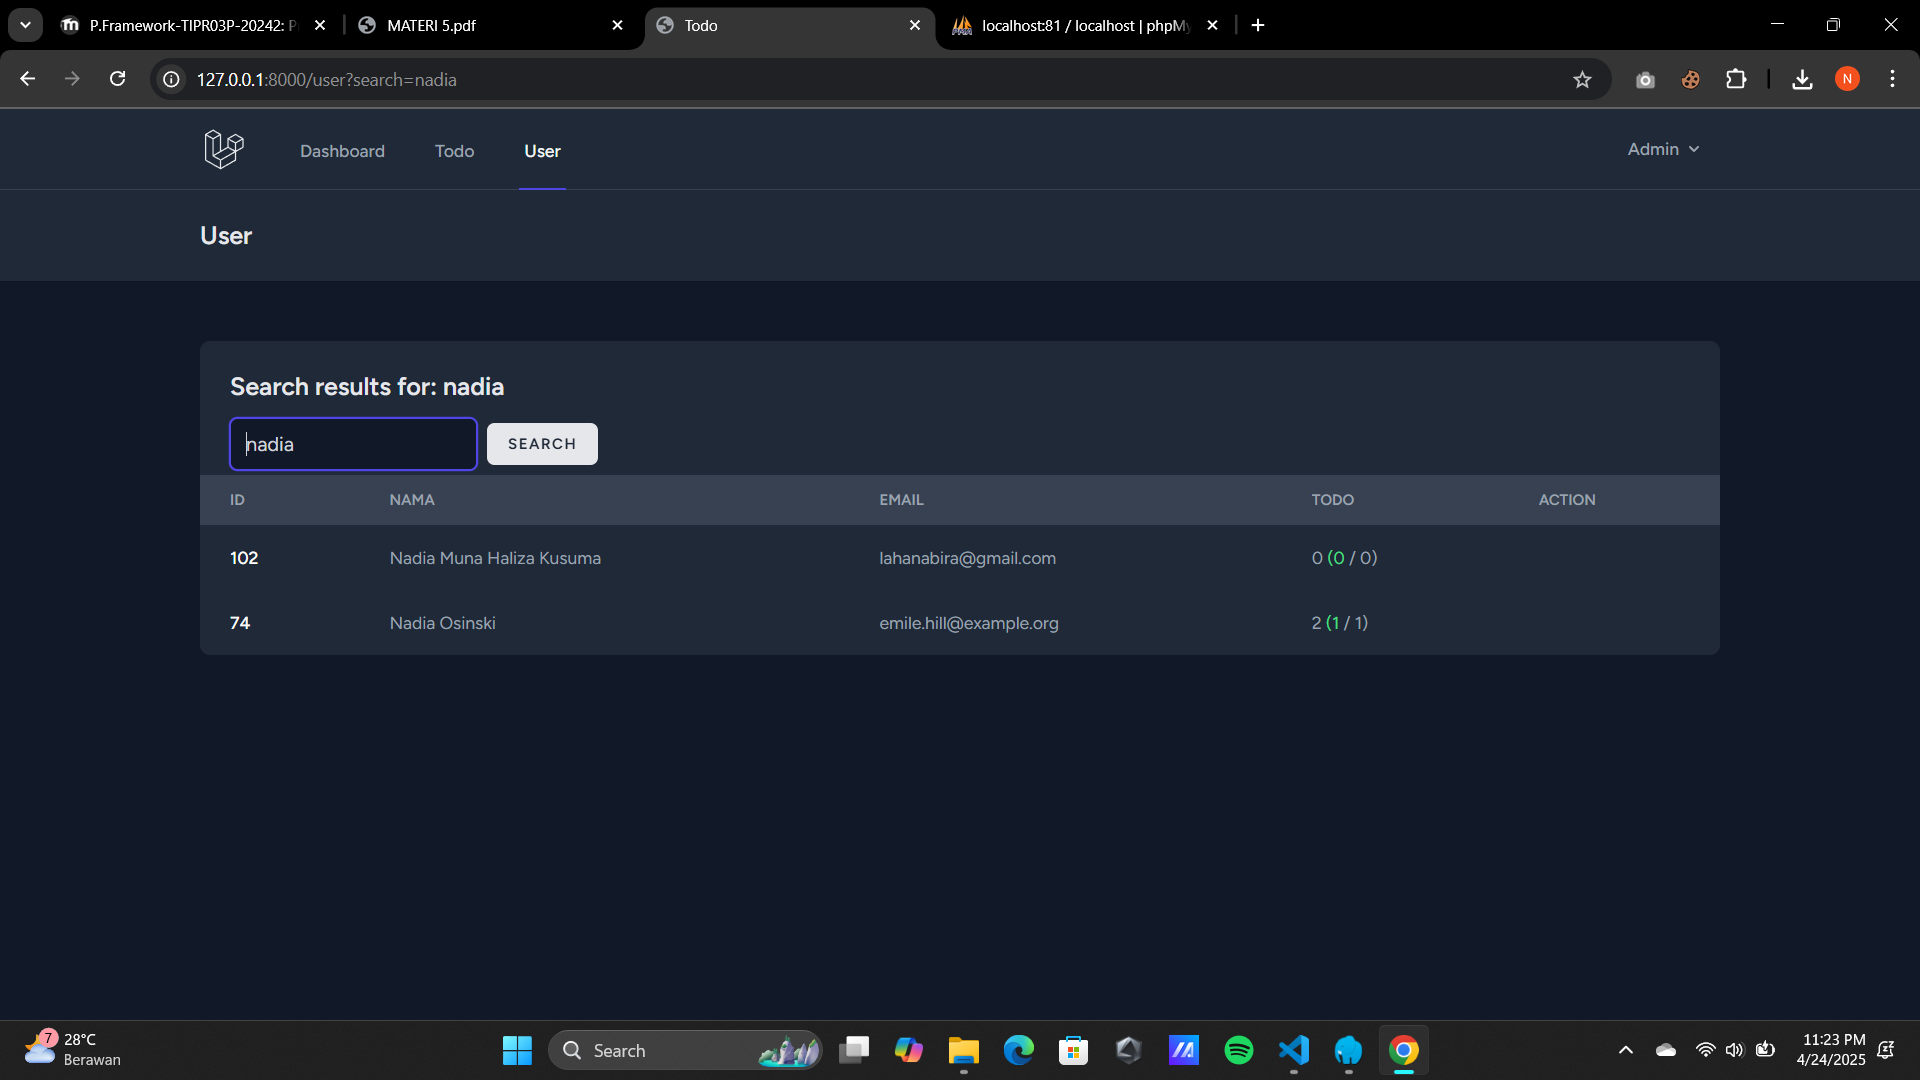 P.Framework-TIPR03P-20242: P
MATERI 5.pdf
Todo
localhost:81 / localhost | phpMy
127.0.0.1:8000/user?search=nadia
N
Dashboard
Todo
User
Admin
User
Search results for: nadia
nadia
SEARCH
ID NAMA EMAIL TODO ACTION
102 Nadia Muna Haliza Kusuma lahanabira@gmail.com 0 (0 / 0)
74 Nadia Osinski emile.hill@example.org 2 (1 / 1)
7
28°C
Berawan
Search
11:23 PM
4/24/2025